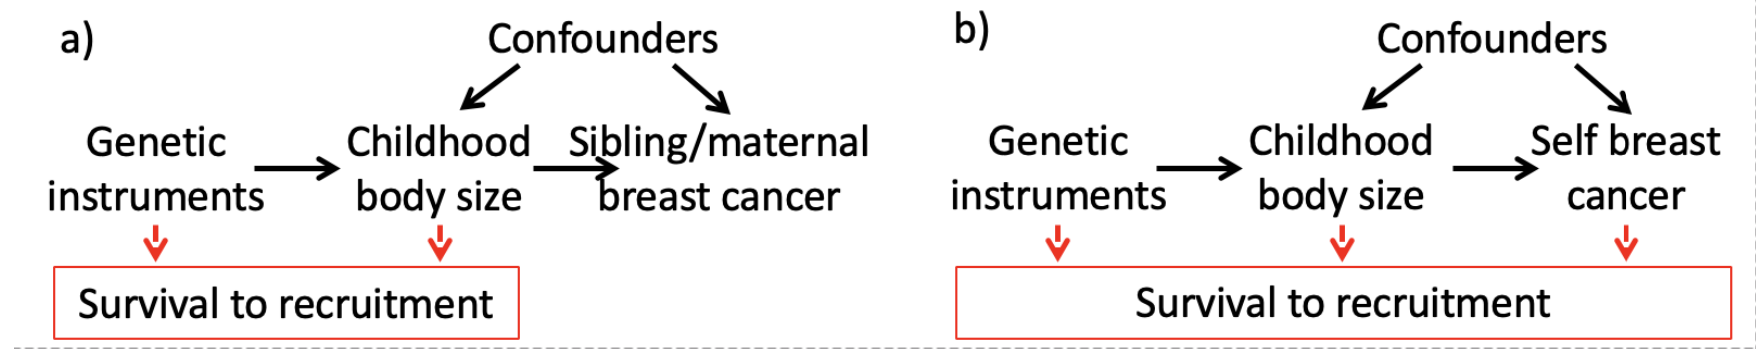 a)
Confounders
Genetic
instruments
Childhood
body size
Sibling/maternal
breast cancer
Survival to recruitment
b)
Confounders
Genetic
instruments
Childhood
body size
Self breast
cancer
Survival to recruitment